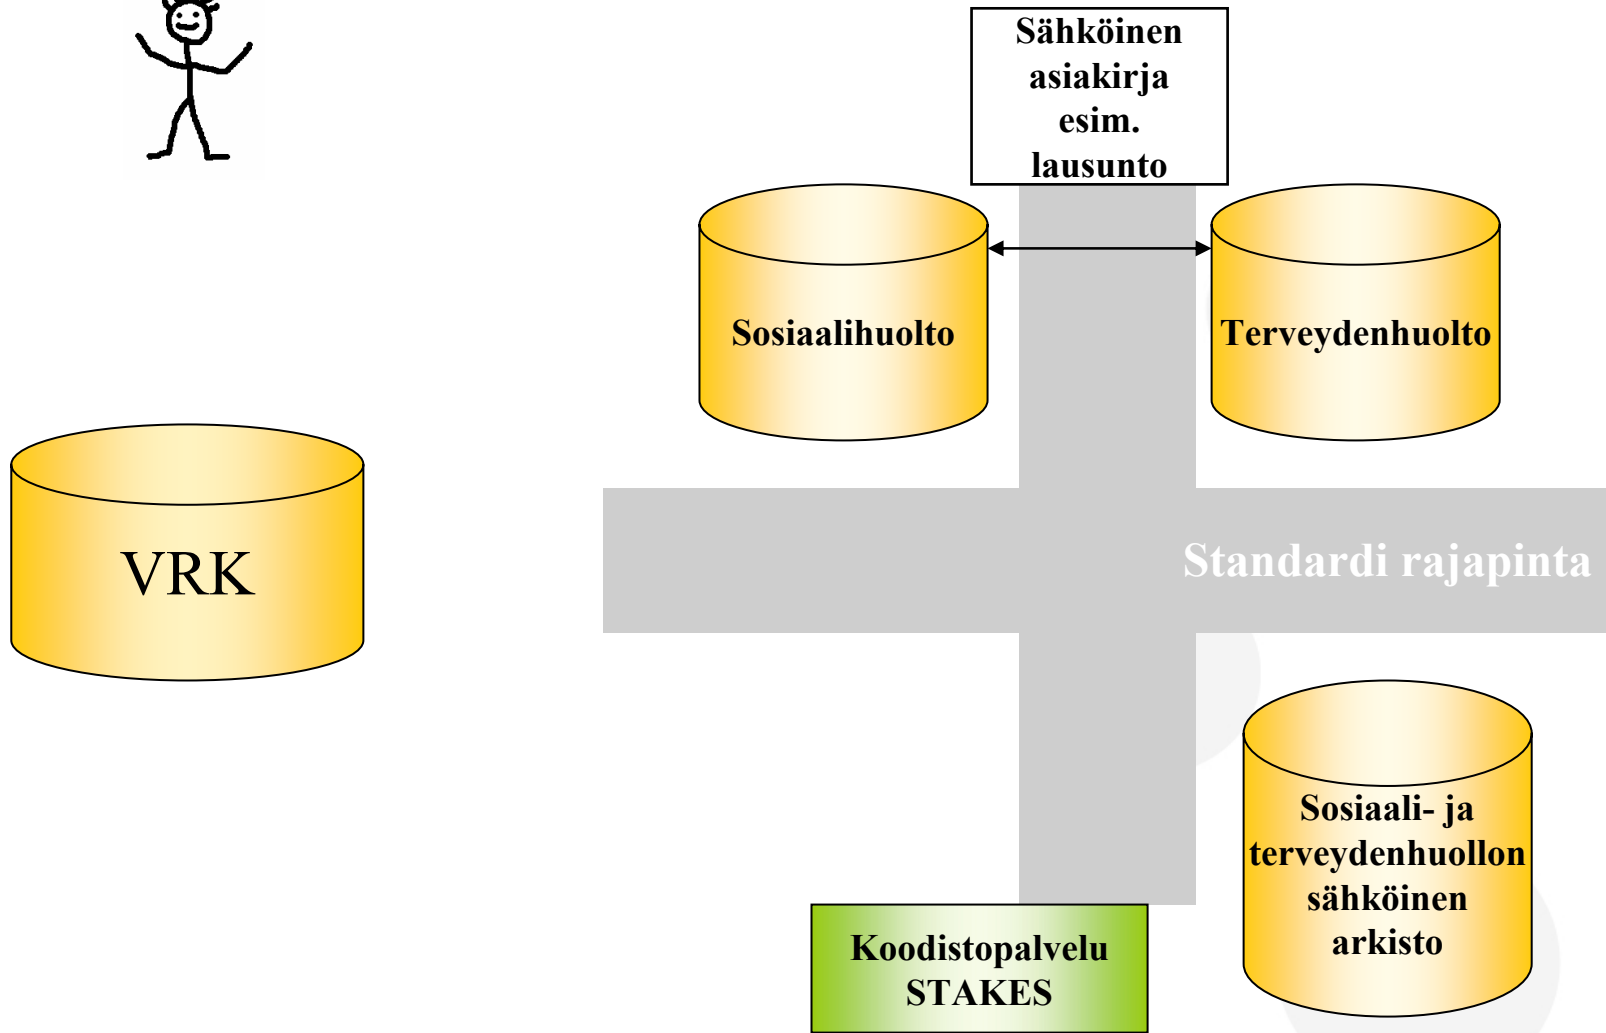 Sähköinen
asiakirja
esim.
lausunto
Sosiaalihuolto
Terveydenhuolto
VRK
Standardi rajapinta
Sosiaali- ja
terveydenhuollon
sähköinen
arkisto
Koodistopalvelu
STAKES